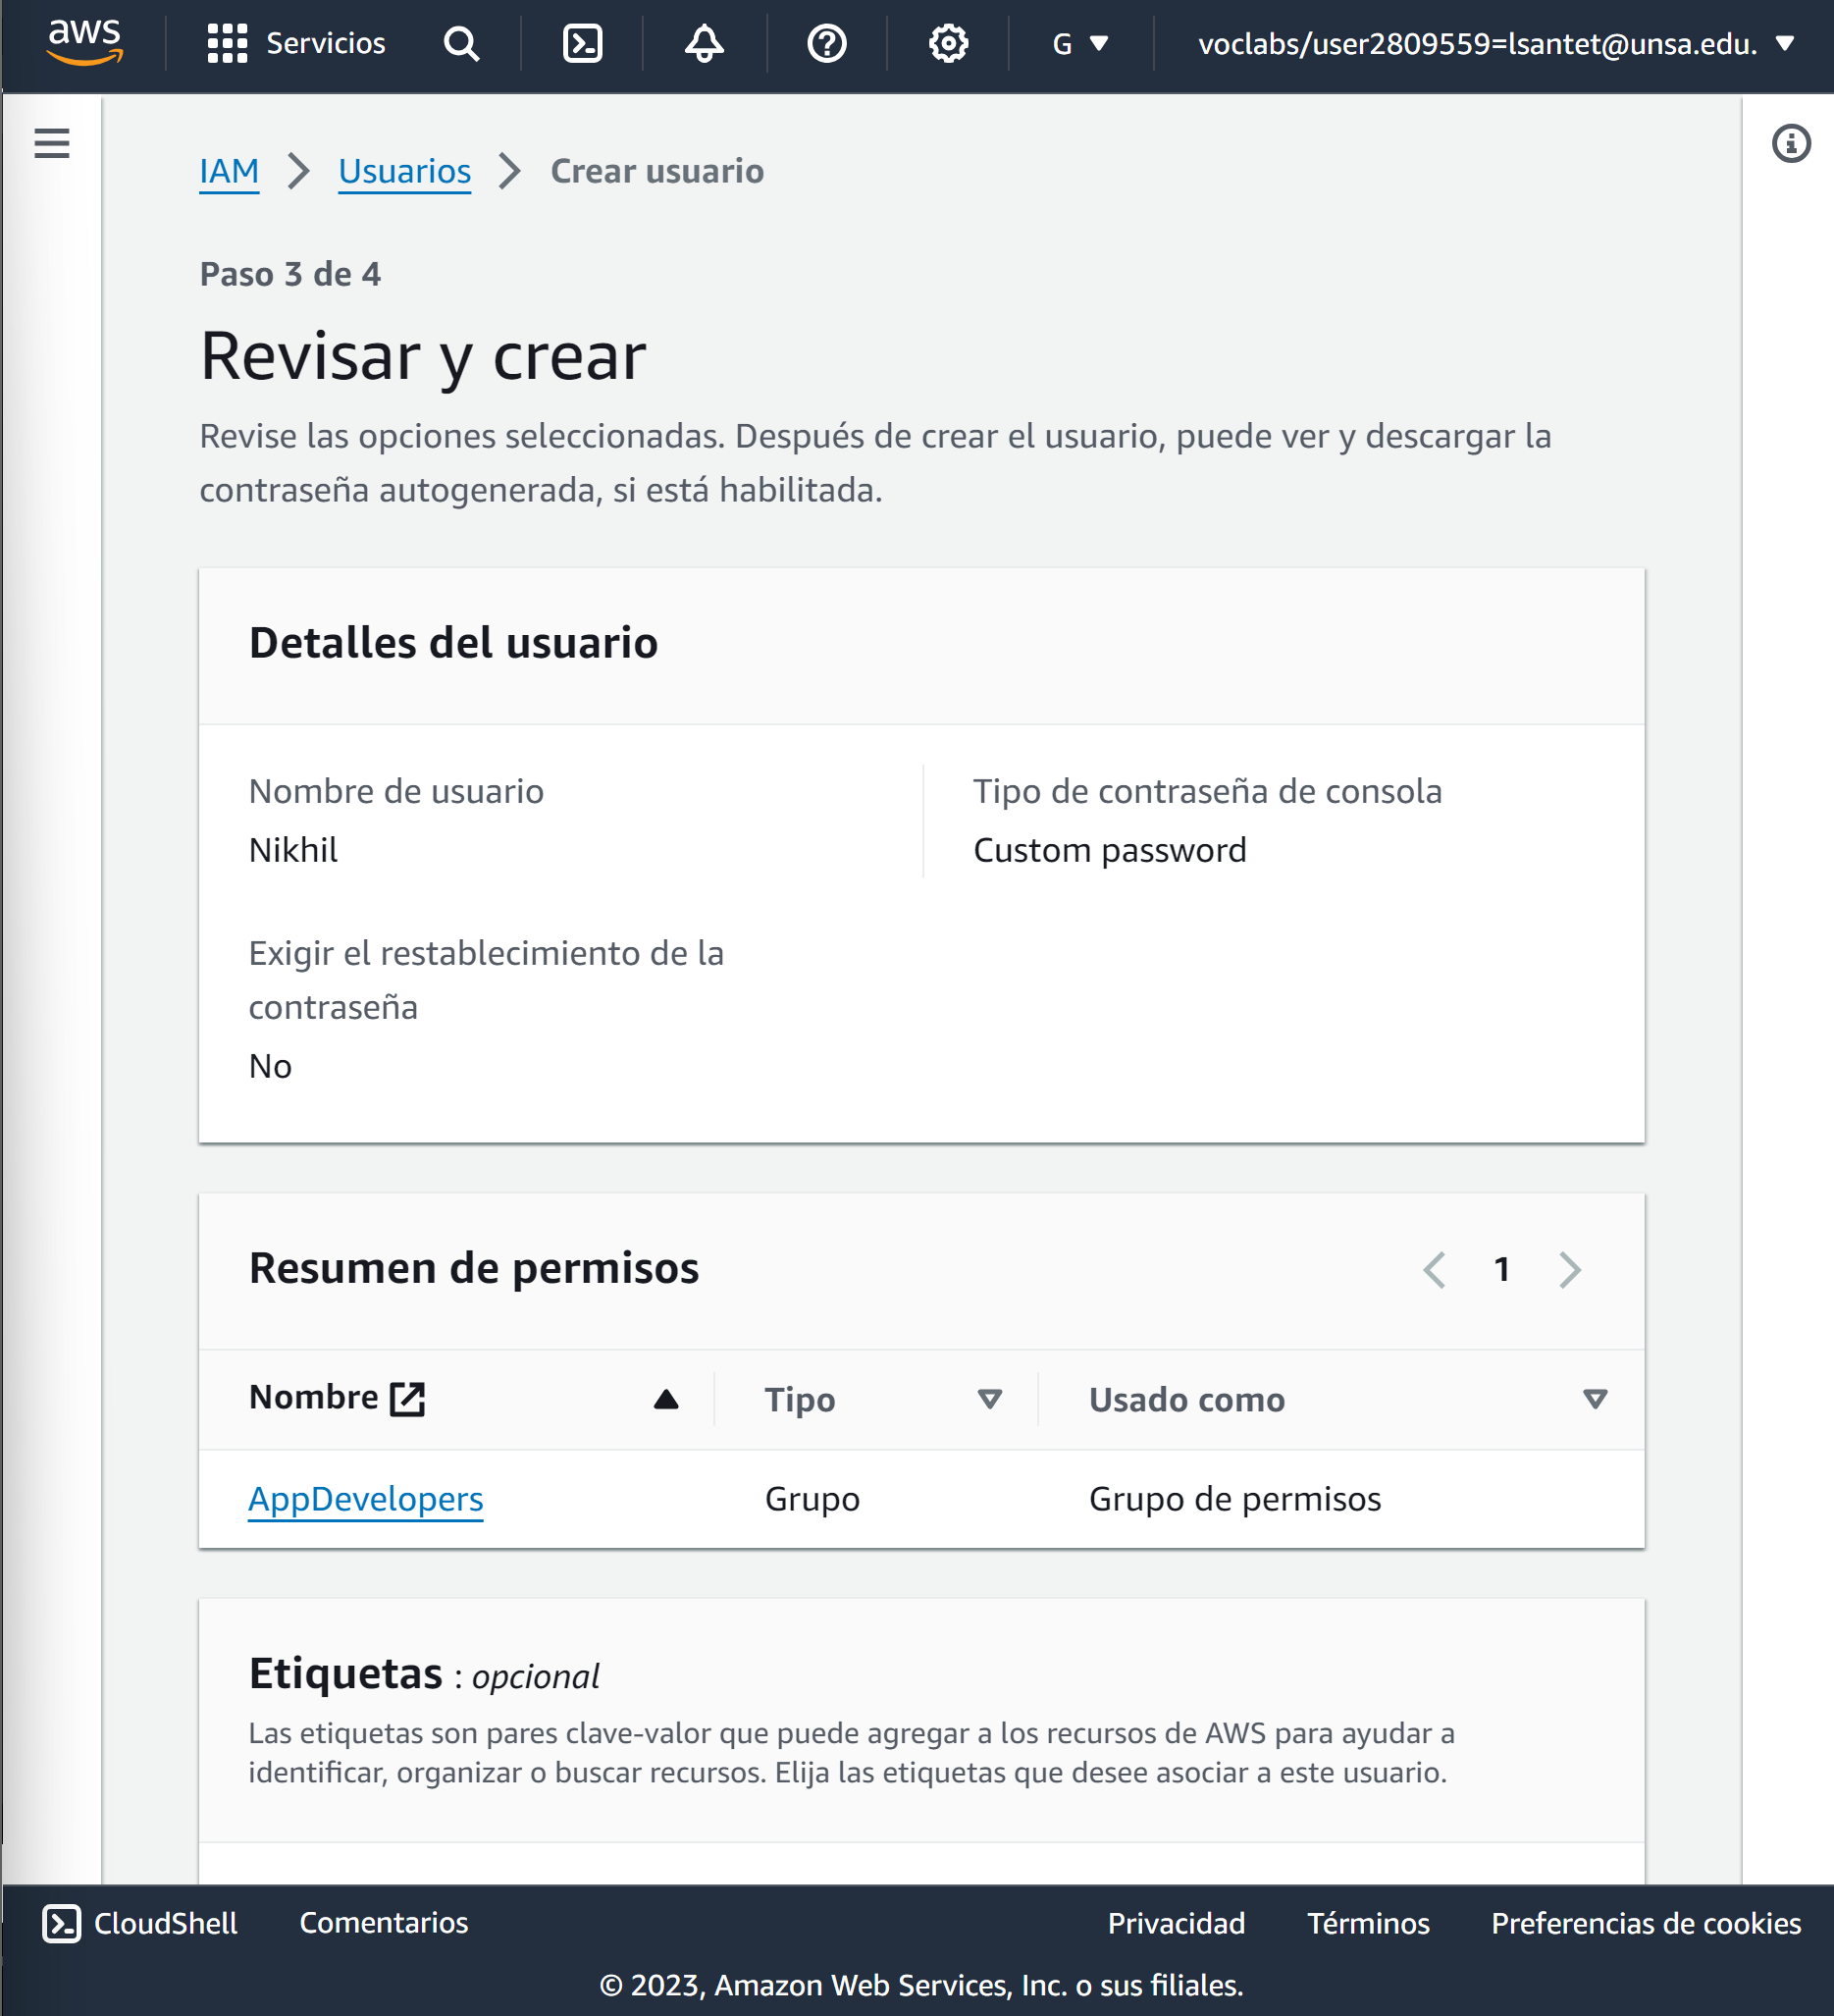 aws
Servicios
G
voclabs/user2809559=lsantet@unsa.edu.
IAM
Usuarios
Crear usuario
Paso 3 de 4
Revisar y crear
Revise las opciones seleccionadas. Después de crear el usuario, puede ver y descargar la
contraseña autogenerada, si está habilitada.
Detalles del usuario
Nombre de usuario
Nikhil
Tipo de contraseña de consola
Custom password
Exigir el restablecimiento de la
contraseña
No
Resumen de permisos
1
Nombre
Tipo
Usado como
AppDevelopers
Grupo
Grupo de permisos
Etiquetas : opcional
Las etiquetas son pares clave-valor que puede agregar a los recursos de AWS para ayudar a
identificar, organizar o buscar recursos. Elija las etiquetas que desee asociar a este usuario.
CloudShell
Comentarios
Privacidad
Términos
Preferencias de cookies
© 2023, Amazon Web Services, Inc. o sus filiales.